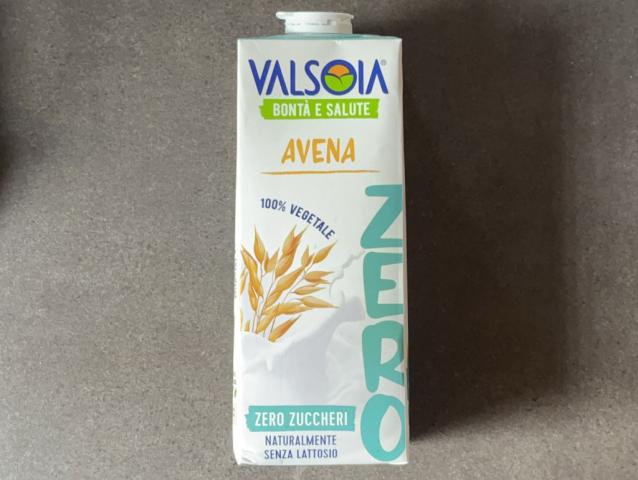 VALSOIA®
BONTÀ E SALUTE
AVENA
100% VEGETALE
ZERO
ZERO ZUCCHERI
NATURALMENTE
SENZA LATTOSIO